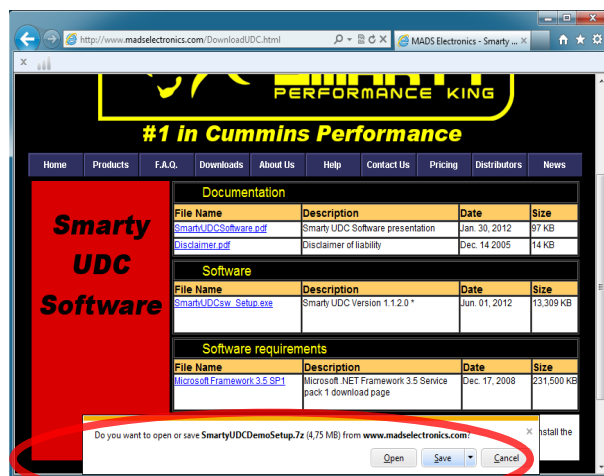 http://www.madselectronics.com/DownloadUDC.html
MADS Electronics - Smarty ...
PERFORMANCE KING
#1 in Cummins Performance
Home Products F.A.Q. Downloads About Us Help Contact Us Pricing Distributors News
Smarty
UDC
Software
Documentation
File Name Description Date Size
SmartyUDCSoftware.pdf Smarty UDC Software presentation Jan. 30, 2012 97 KB
Disclaimer.pdf Disclaimer of liability Dec. 14 2005 14 KB
Software
File Name Description Date Size
SmartyUDCsw_Setup.exe Smarty UDC Version 1.1.2.0 * Jun. 01, 2012 13,309 KB
Software requirements
File Name Description Date Size
Microsoft Framework 3.5 SP1 Microsoft .NET Framework 3.5 Service Dec. 17, 2008 231,500 KB
pack 1 download page
install the
Do you want to open or save SmartyUDCDemoSetup.7z (4,75 MB) from www.madselectronics.com?
Open Save Cancel